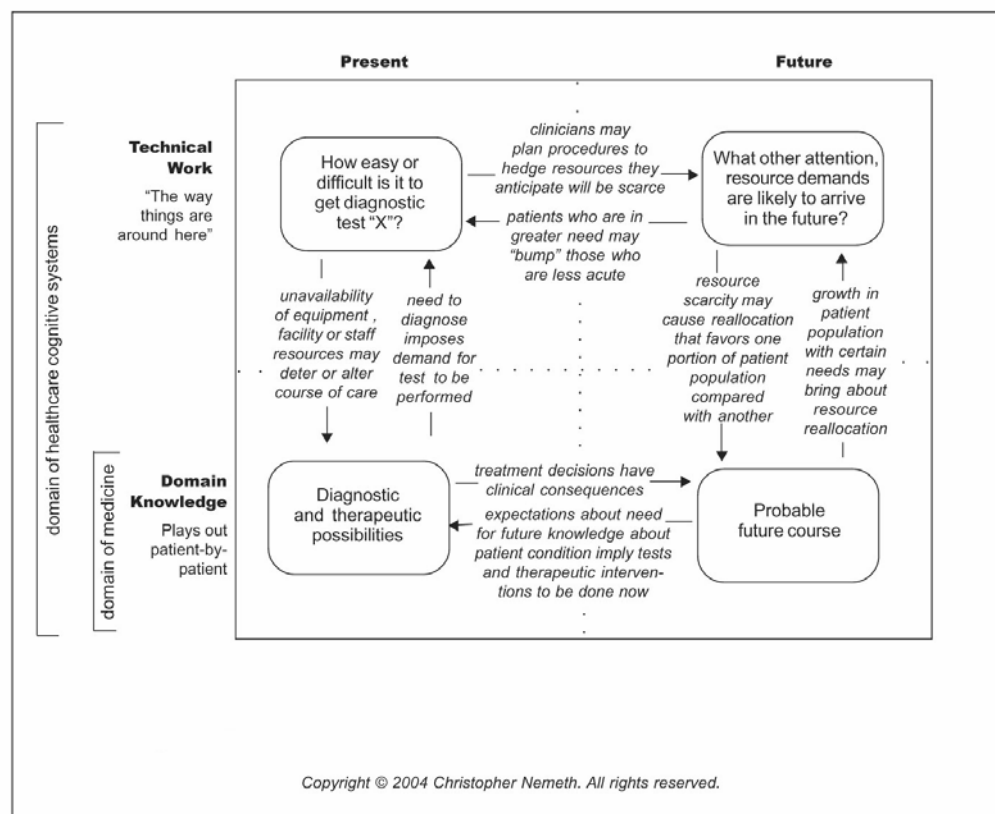 Present
Future
domain of healthcare cognitive systems
domain of medicine
Technical
Work
“The way
things are
around here”
How easy or
difficult is it to
get diagnostic
test “X”?
clinicians may
plan procedures to
hedge resources they
anticipate will be scarce
patients who are in
greater need may
“bump” those who
are less acute
What other attention,
resource demands
are likely to arrive
in the future?
unavailability
of equipment ,
facility or staff
resources may
deter or alter
course of care
need to
diagnose
imposes
demand for
test to be
performed
resource
scarcity may
cause reallocation
that favors one
portion of patient
population
compared
with another
growth in
patient
population
with certain
needs may
bring about
resource
reallocation
Domain
Knowledge
Plays out
patient-by-
patient
Diagnostic
and therapeutic
possibilities
treatment decisions have
clinical consequences
expectations about need
for future knowledge about
patient condition imply tests
and therapeutic interven-
tions to be done now
Probable
future course
Copyright © 2004 Christopher Nemeth. All rights reserved.